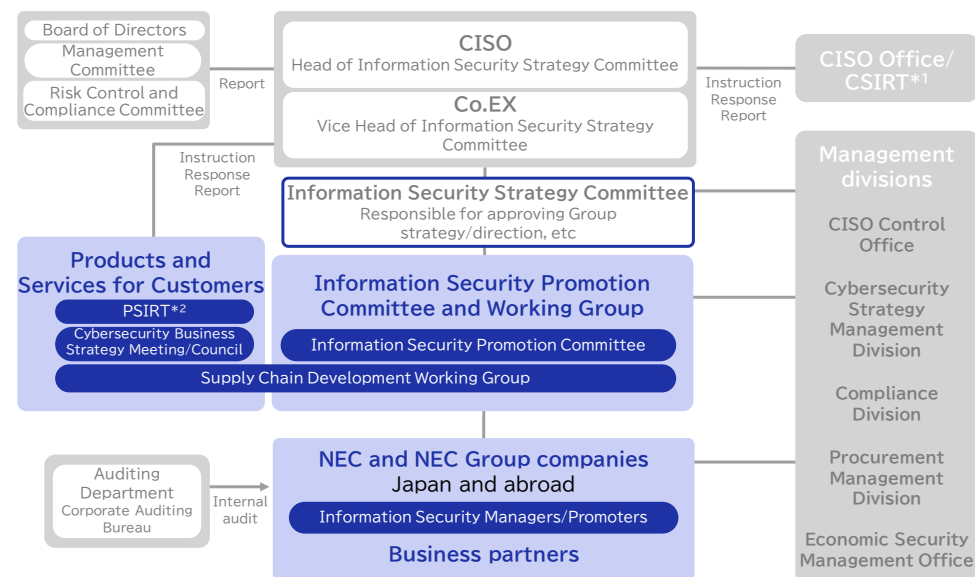 Board of Directors
Management
Committee
Risk Control and
Compliance Committee
Report
CISO
Head of Information Security Strategy Committee
Co.EX
Vice Head of Information Security Strategy
Committee
Instruction
Response
Report
CISO Office/
CSIRT*1
Instruction
Response
Report
Information Security Strategy Committee
Responsible for approving Group
strategy/direction, etc
Management
divisions
CISO Control
Office
Cybersecurity
Strategy
Management
Division
Compliance
Division
Procurement
Management
Division
Economic Security
Management Office
Products and
Services for Customers
PSIRT*2
Cybersecurity Business
Strategy Meeting/Council
Information Security Promotion
Committee and Working Group
Information Security Promotion Committee
Supply Chain Development Working Group
Auditing
Department
Corporate Auditing
Bureau
Internal
audit
NEC and NEC Group companies
Japan and abroad
Information Security Managers/Promoters
Business partners